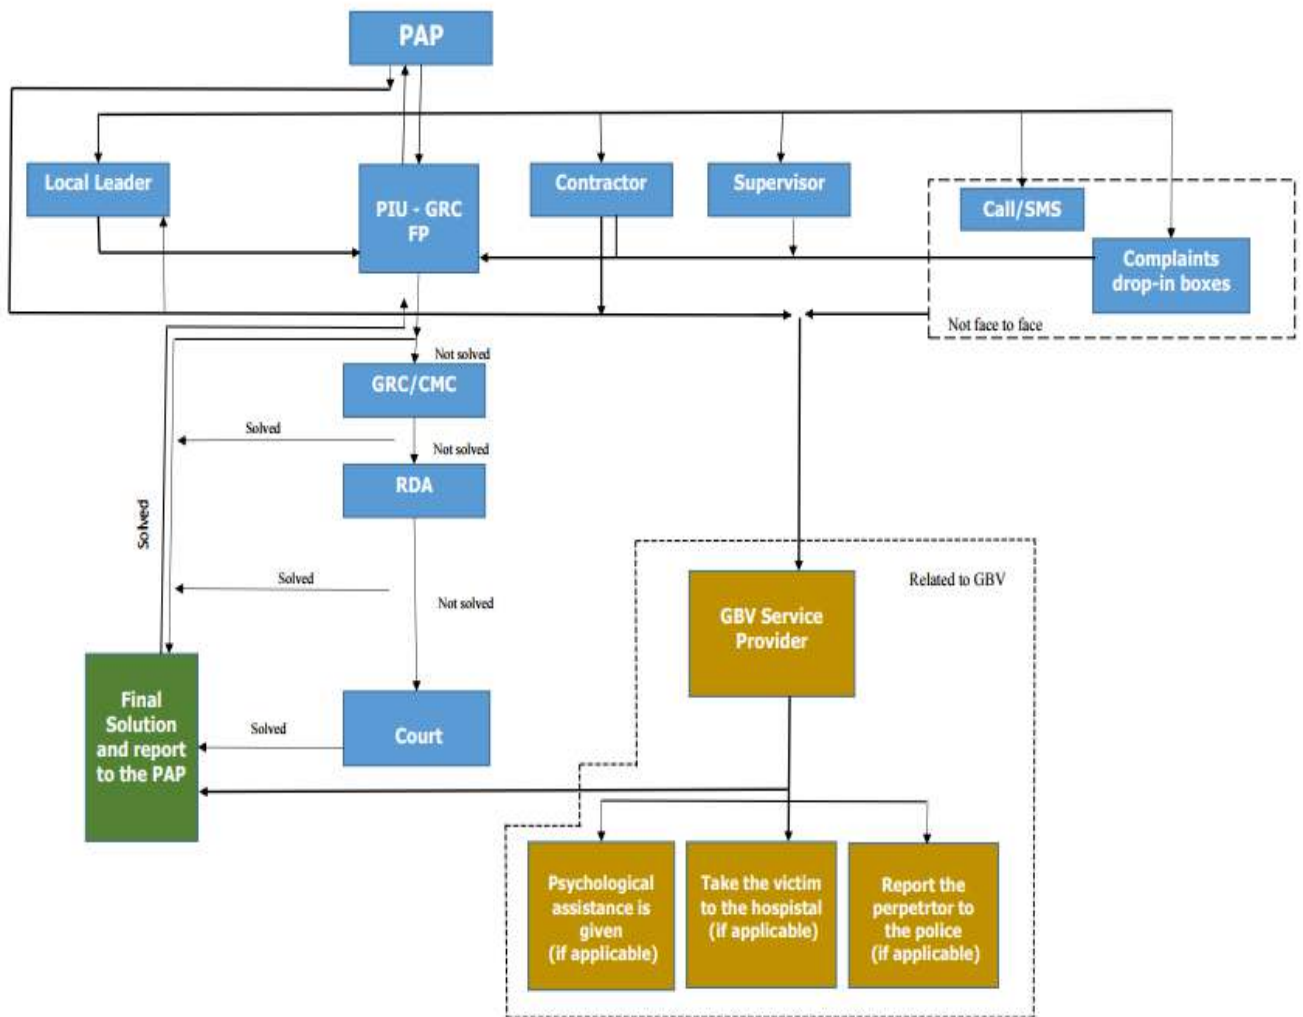 PAP
Local Leader
PIU - GRC
FP
Contractor
Supervisor
Call/SMS
Complaints
drop-in boxes
Not face to face
Not solved
GRC/CMC
Solved
Not solved
RDA
Solved
Solved
Not solved
Related to GBV
GBV Service
Provider
Final
Solution
and report
to the PAP
Solved
Court
Psychological
assistance is
given
(if applicable)
Take the victim
to the hospistal
(if applicable)
Report the
perpetrtor to
the police
(if applicable)